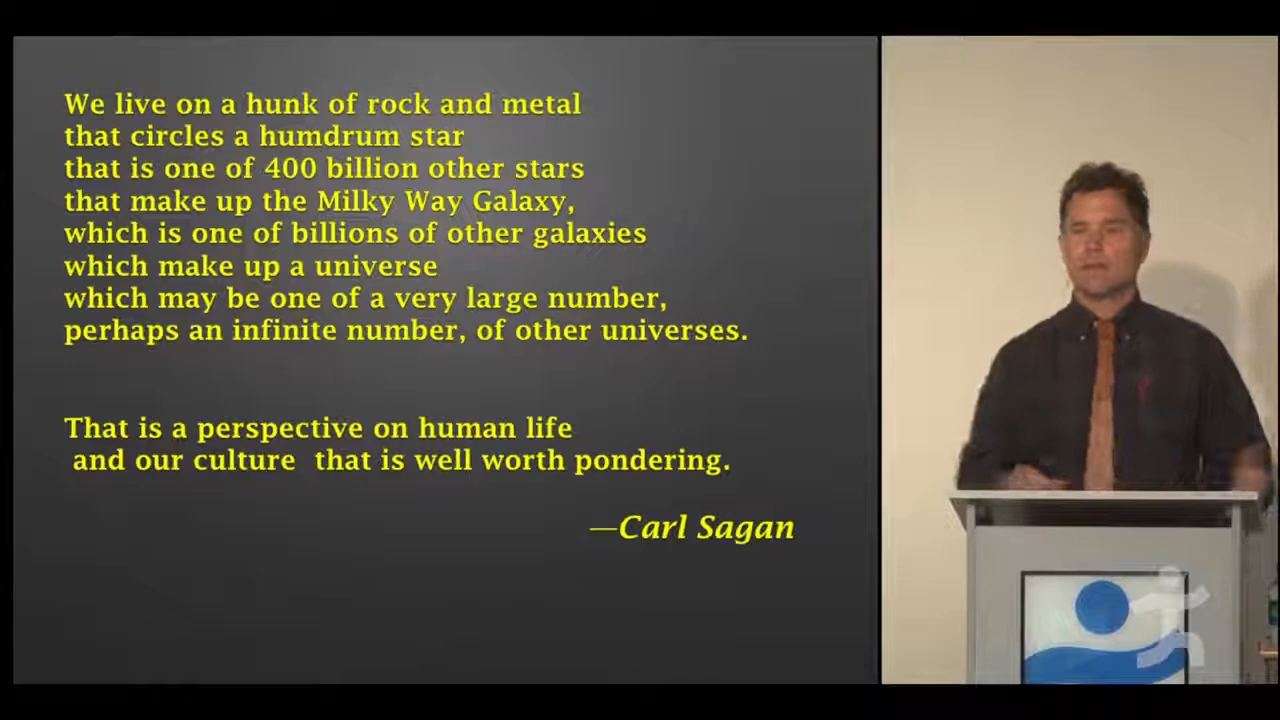 We live on a hunk of rock and metal
that circles a humdrum star
that is one of 400 billion other stars
that make up the Milky Way Galaxy,
which is one of billions of other galaxies
which make up a universe
which may be one of a very large number,
perhaps an infinite number, of other universes.
That is a perspective on human life
and our culture  that is well worth pondering.
—Carl Sagan